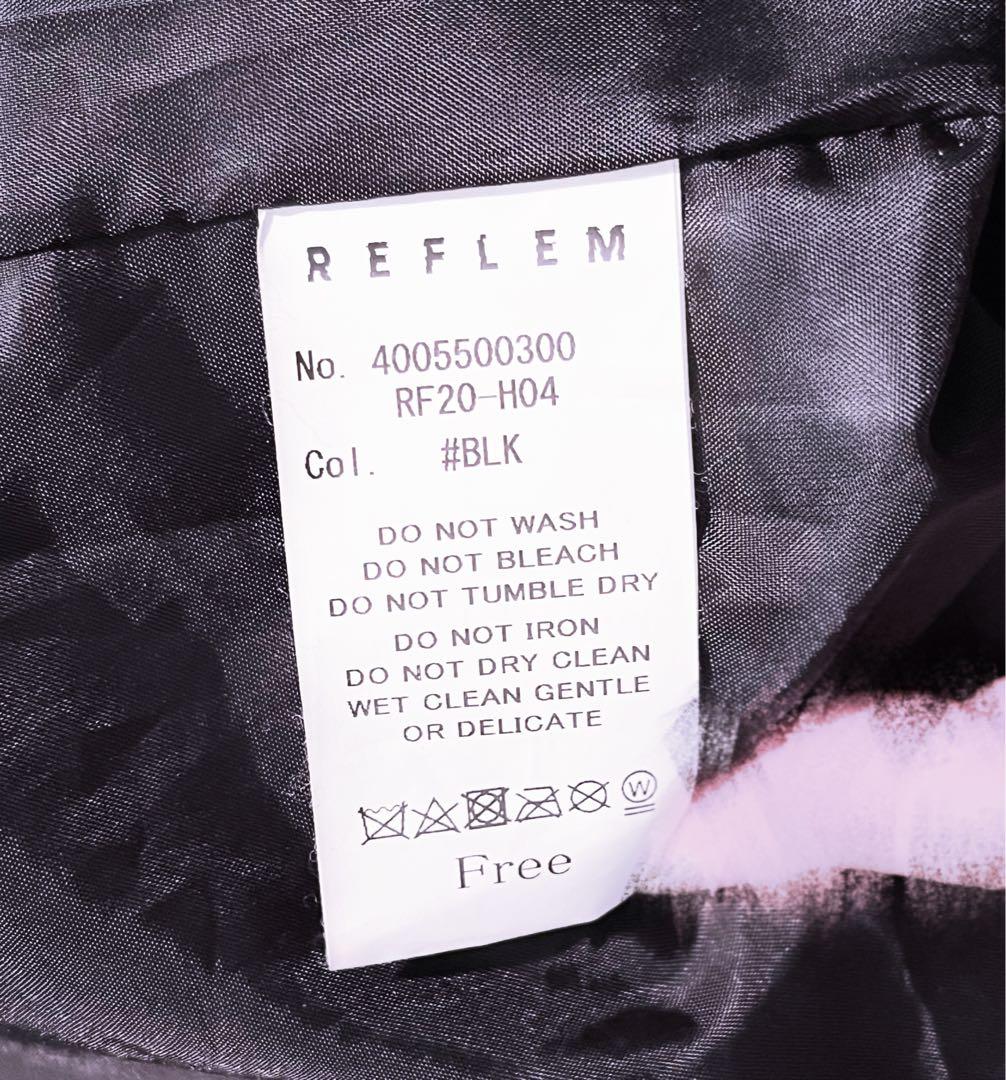 REFLEM
No. 4005500300
RF20-H04
Col. #BLK
DO NOT WASH
DO NOT BLEACH
DO NOT TUMBLE DRY
DO NOT IRON
DO NOT DRY CLEAN
WET CLEAN GENTLE
OR DELICATE
W
Free